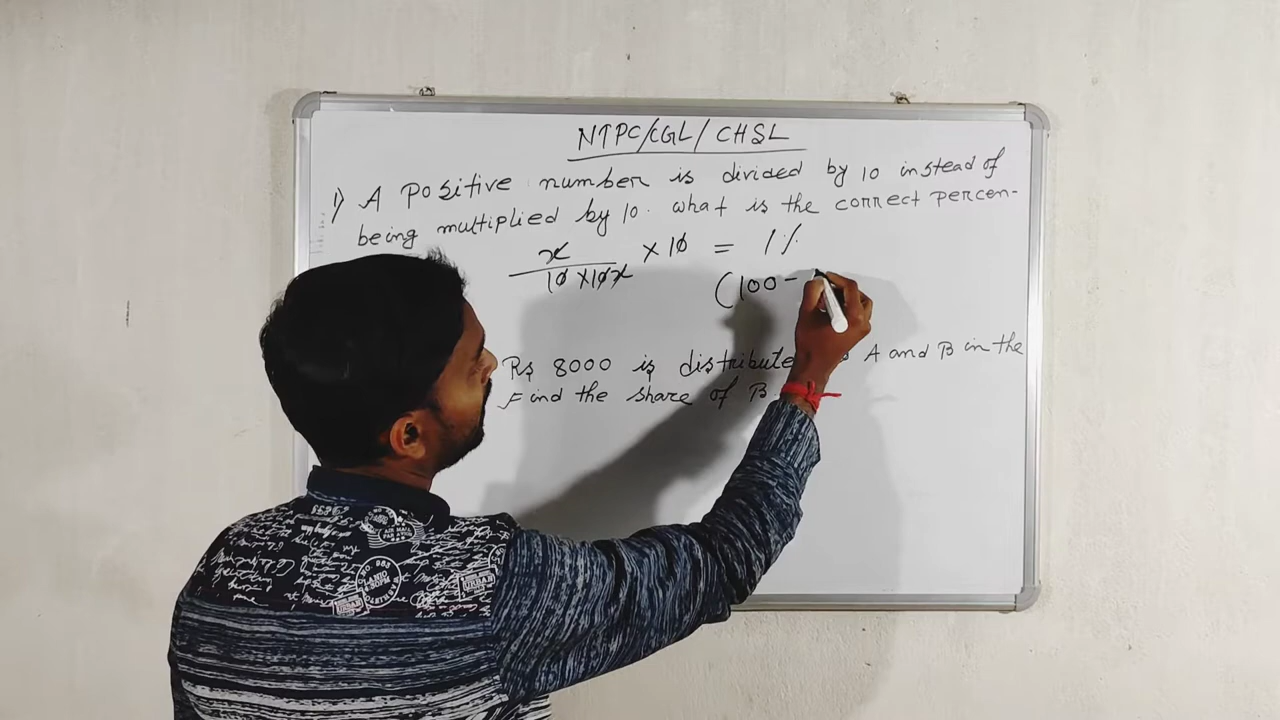 NTPC/CGL/CHSL
1) A Positive number is divided by 10 instead of
being multiplied by 10. what is the correct percen-
x/10×10x ×10 = 1%
(100-
Rs 8000 is distribute A and B in the
Find the share of B.